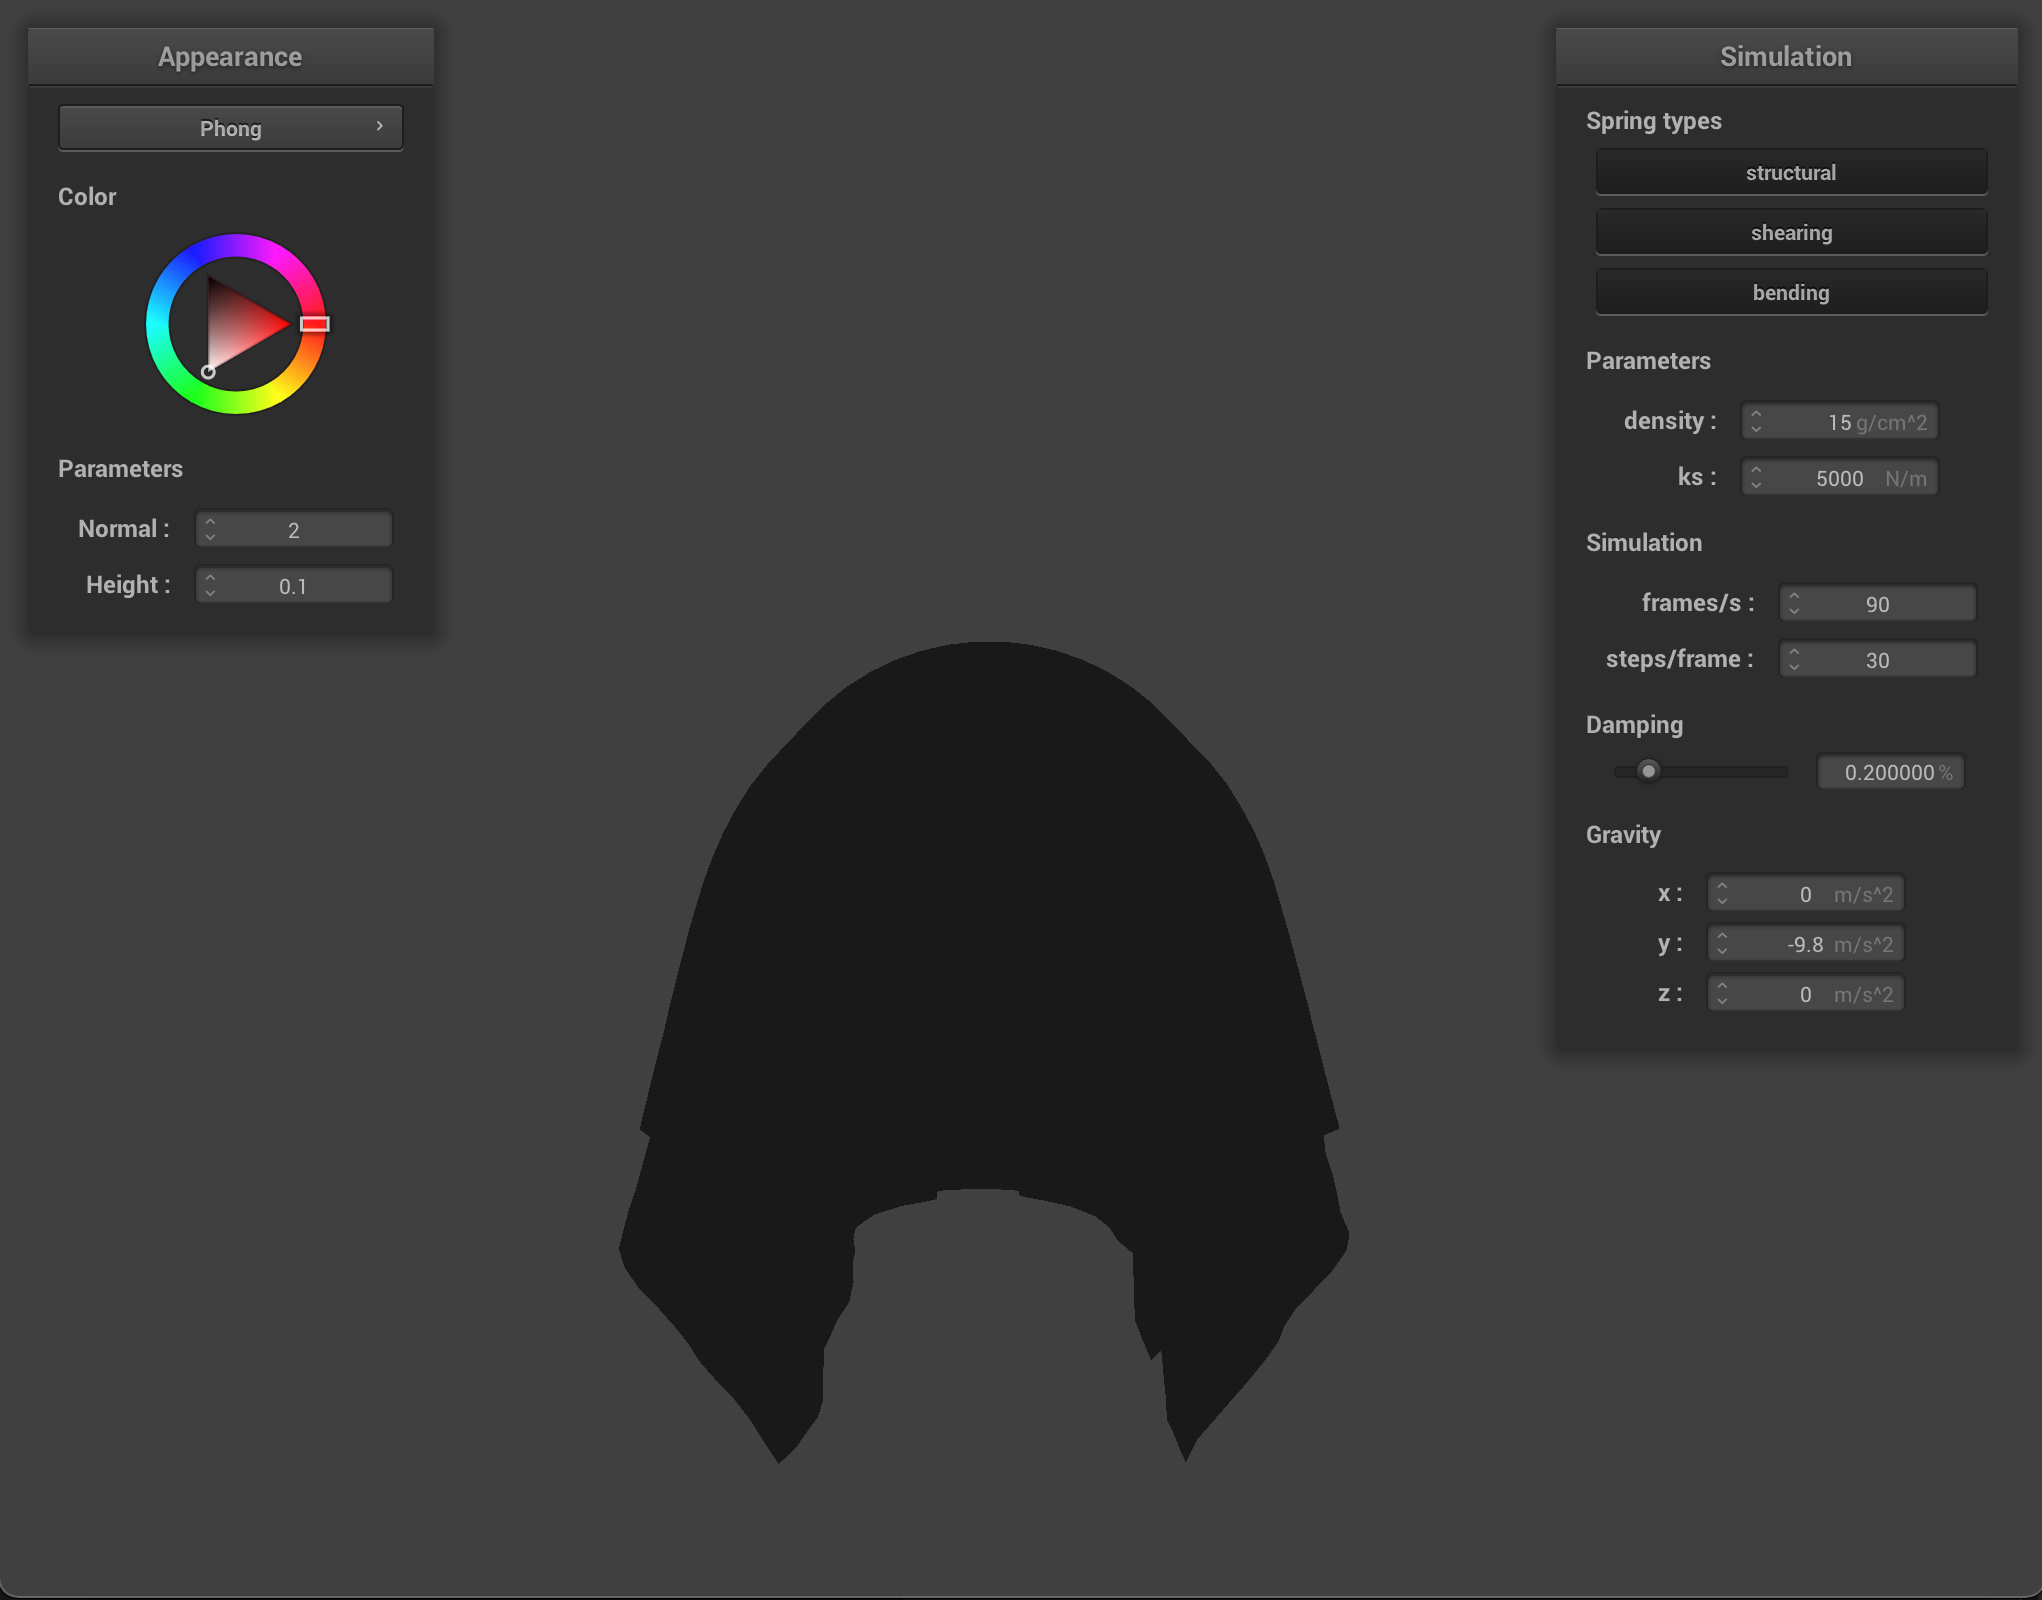 Appearance
Phong
Color
Parameters
Normal : 2
Height : 0.1
Simulation
Spring types
structural
shearing
bending
Parameters
density : 15 g/cm^2
ks : 5000 N/m
Simulation
frames/s : 90
steps/frame : 30
Damping
0.200000 %
Gravity
x : 0 m/s^2
y : -9.8 m/s^2
z : 0 m/s^2